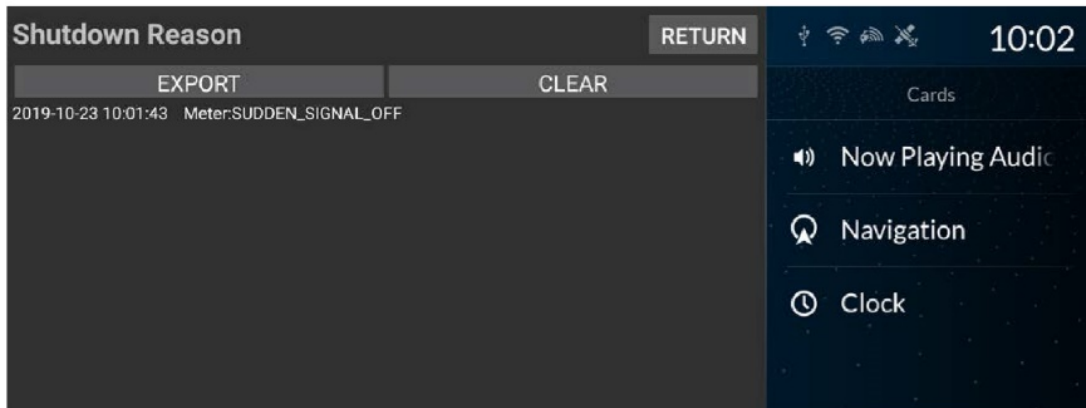 Shutdown Reason
RETURN
EXPORT
CLEAR
2019-10-23 10:01:43 Meter:SUDDEN_SIGNAL_OFF
10:02
Cards
Now Playing Audio
Navigation
Clock